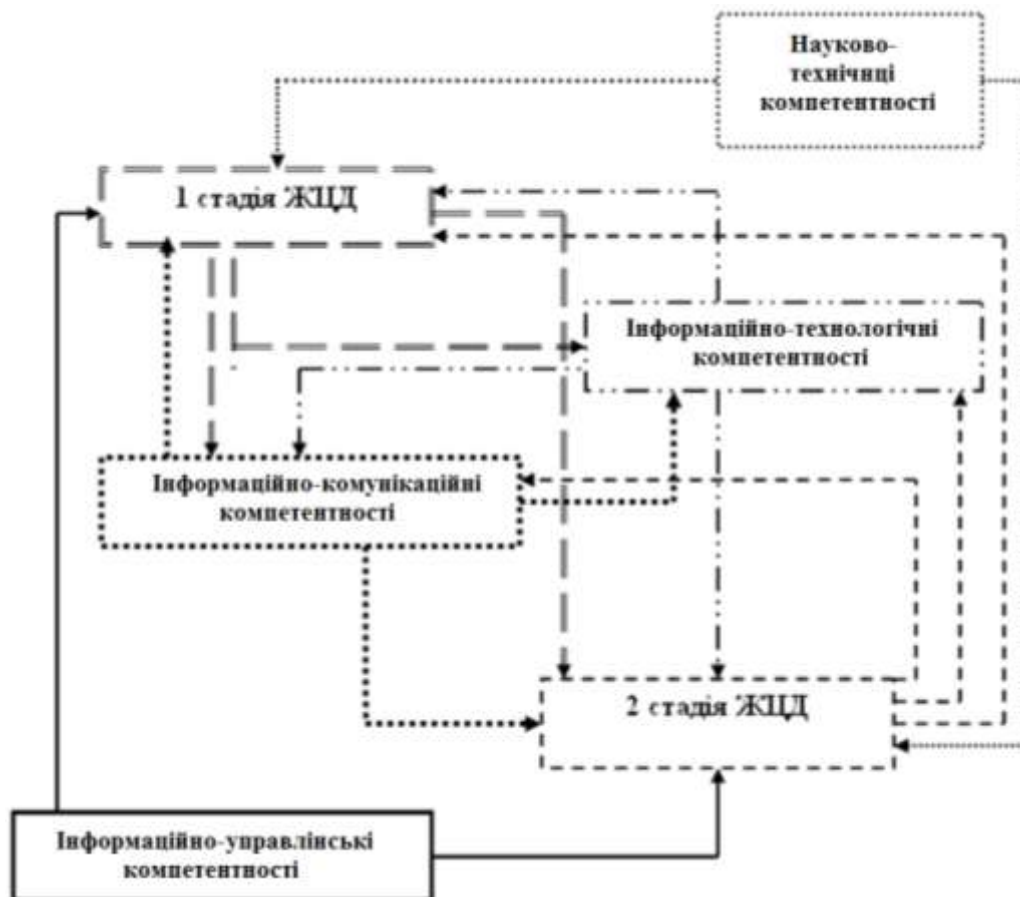 Науково-
технічнці
компетентності
1 стадія ЖЦД
Інформаційно-технологічні
компетентності
Інформаційно-комунікаційні
компетентності
2 стадія ЖЦД
Інформаційно-управлінські
компетентності